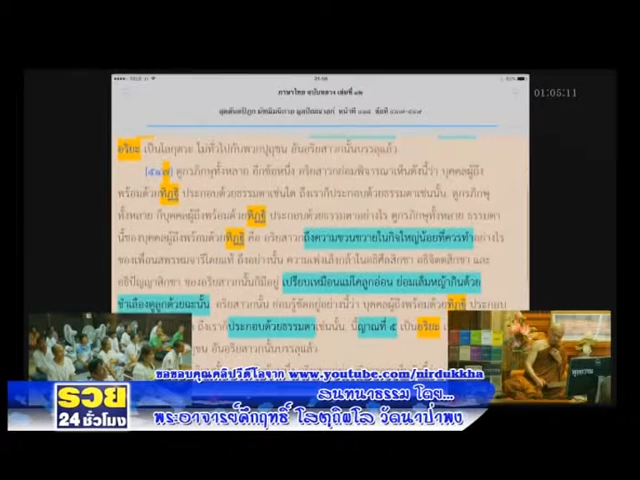 ภาษาไทย ฉบับหลวง เล่มที่ ๑๒
01:05:11
อริยะ เป็นโลกุตตระ ไม่ทั่วไปกับพวกปุถุชน อันอริยสาวกนั้นบรรลุแล้ว
ดูกรภิกษุทั้งหลาย อีกข้อหนึ่ง อริยสาวกย่อมพิจารณาเห็นดังนี้ว่า บุคคลผู้ถึง
พร้อมด้วยทิฏฐิ ประกอบด้วยธรรมดาเช่นใด ถึงเราก็ประกอบด้วยธรรมดาเช่นนั้น. ดูกรภิกษุ
ทั้งหลาย ก็บุคคลผู้ถึงพร้อมด้วยทิฏฐิ ประกอบด้วยธรรมดาอย่างไร ดูกรภิกษุทั้งหลาย ธรรมดา
นี้ของบุคคลผู้ถึงพร้อมด้วยทิฏฐิ คือ อริยสาวกถึงความขวนขวายในกิจใหญ่น้อยที่ควรทำอย่างไร
ของเพื่อนสพรหมจารีโดยแท้ ถึงอย่างนั้น ความเพ่งเล็งกล้าในอธิศีลสิกขา อธิจิตตสิกขา และ
อธิปัญญาสิกขา ของอริยสาวกนั้นก็มีอยู่ เปรียบเหมือนแม่โคลูกอ่อน ย่อมเล็มหญ้ากินด้วย
ชำเลืองดูลูกด้วยฉะนั้น อริยสาวกนั้น ย่อมรู้ชัดอยู่อย่างนี้ว่า บุคคลผู้ถึงพร้อมด้วยทิฏฐิ ประกอบ
ถึงเราก็ประกอบด้วยธรรมดาเช่นนั้น. นี้ญาณที่ ๕ เป็นอริยะ
ปุถุชน อันอริยสาวกนั้นบรรลุแล้ว
พุทธวจน
ขอขอบคุณคลิปวีดีโอจาก www.youtube.com/nirdukkha
รวย
24 ชั่วโมง
สนทนาธรรม โดย...
พระอาจารย์คึกฤทธิ์ โสตฺถิผโล วัดนาป่าพง